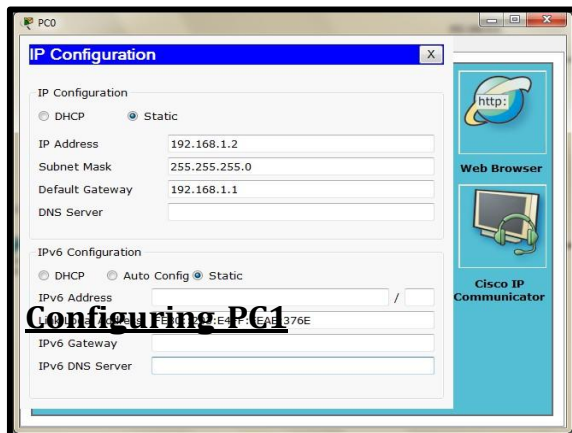 PC0
IP Configuration
X
IP Configuration
DHCP Static
IP Address 192.168.1.2
Subnet Mask 255.255.255.0
Default Gateway 192.168.1.1
DNS Server
IPv6 Configuration
DHCP Auto Config Static
IPv6 Address /
Configuring PC1
IPv6 Gateway
IPv6 DNS Server
http:
Web Browser
Cisco IP
Communicator